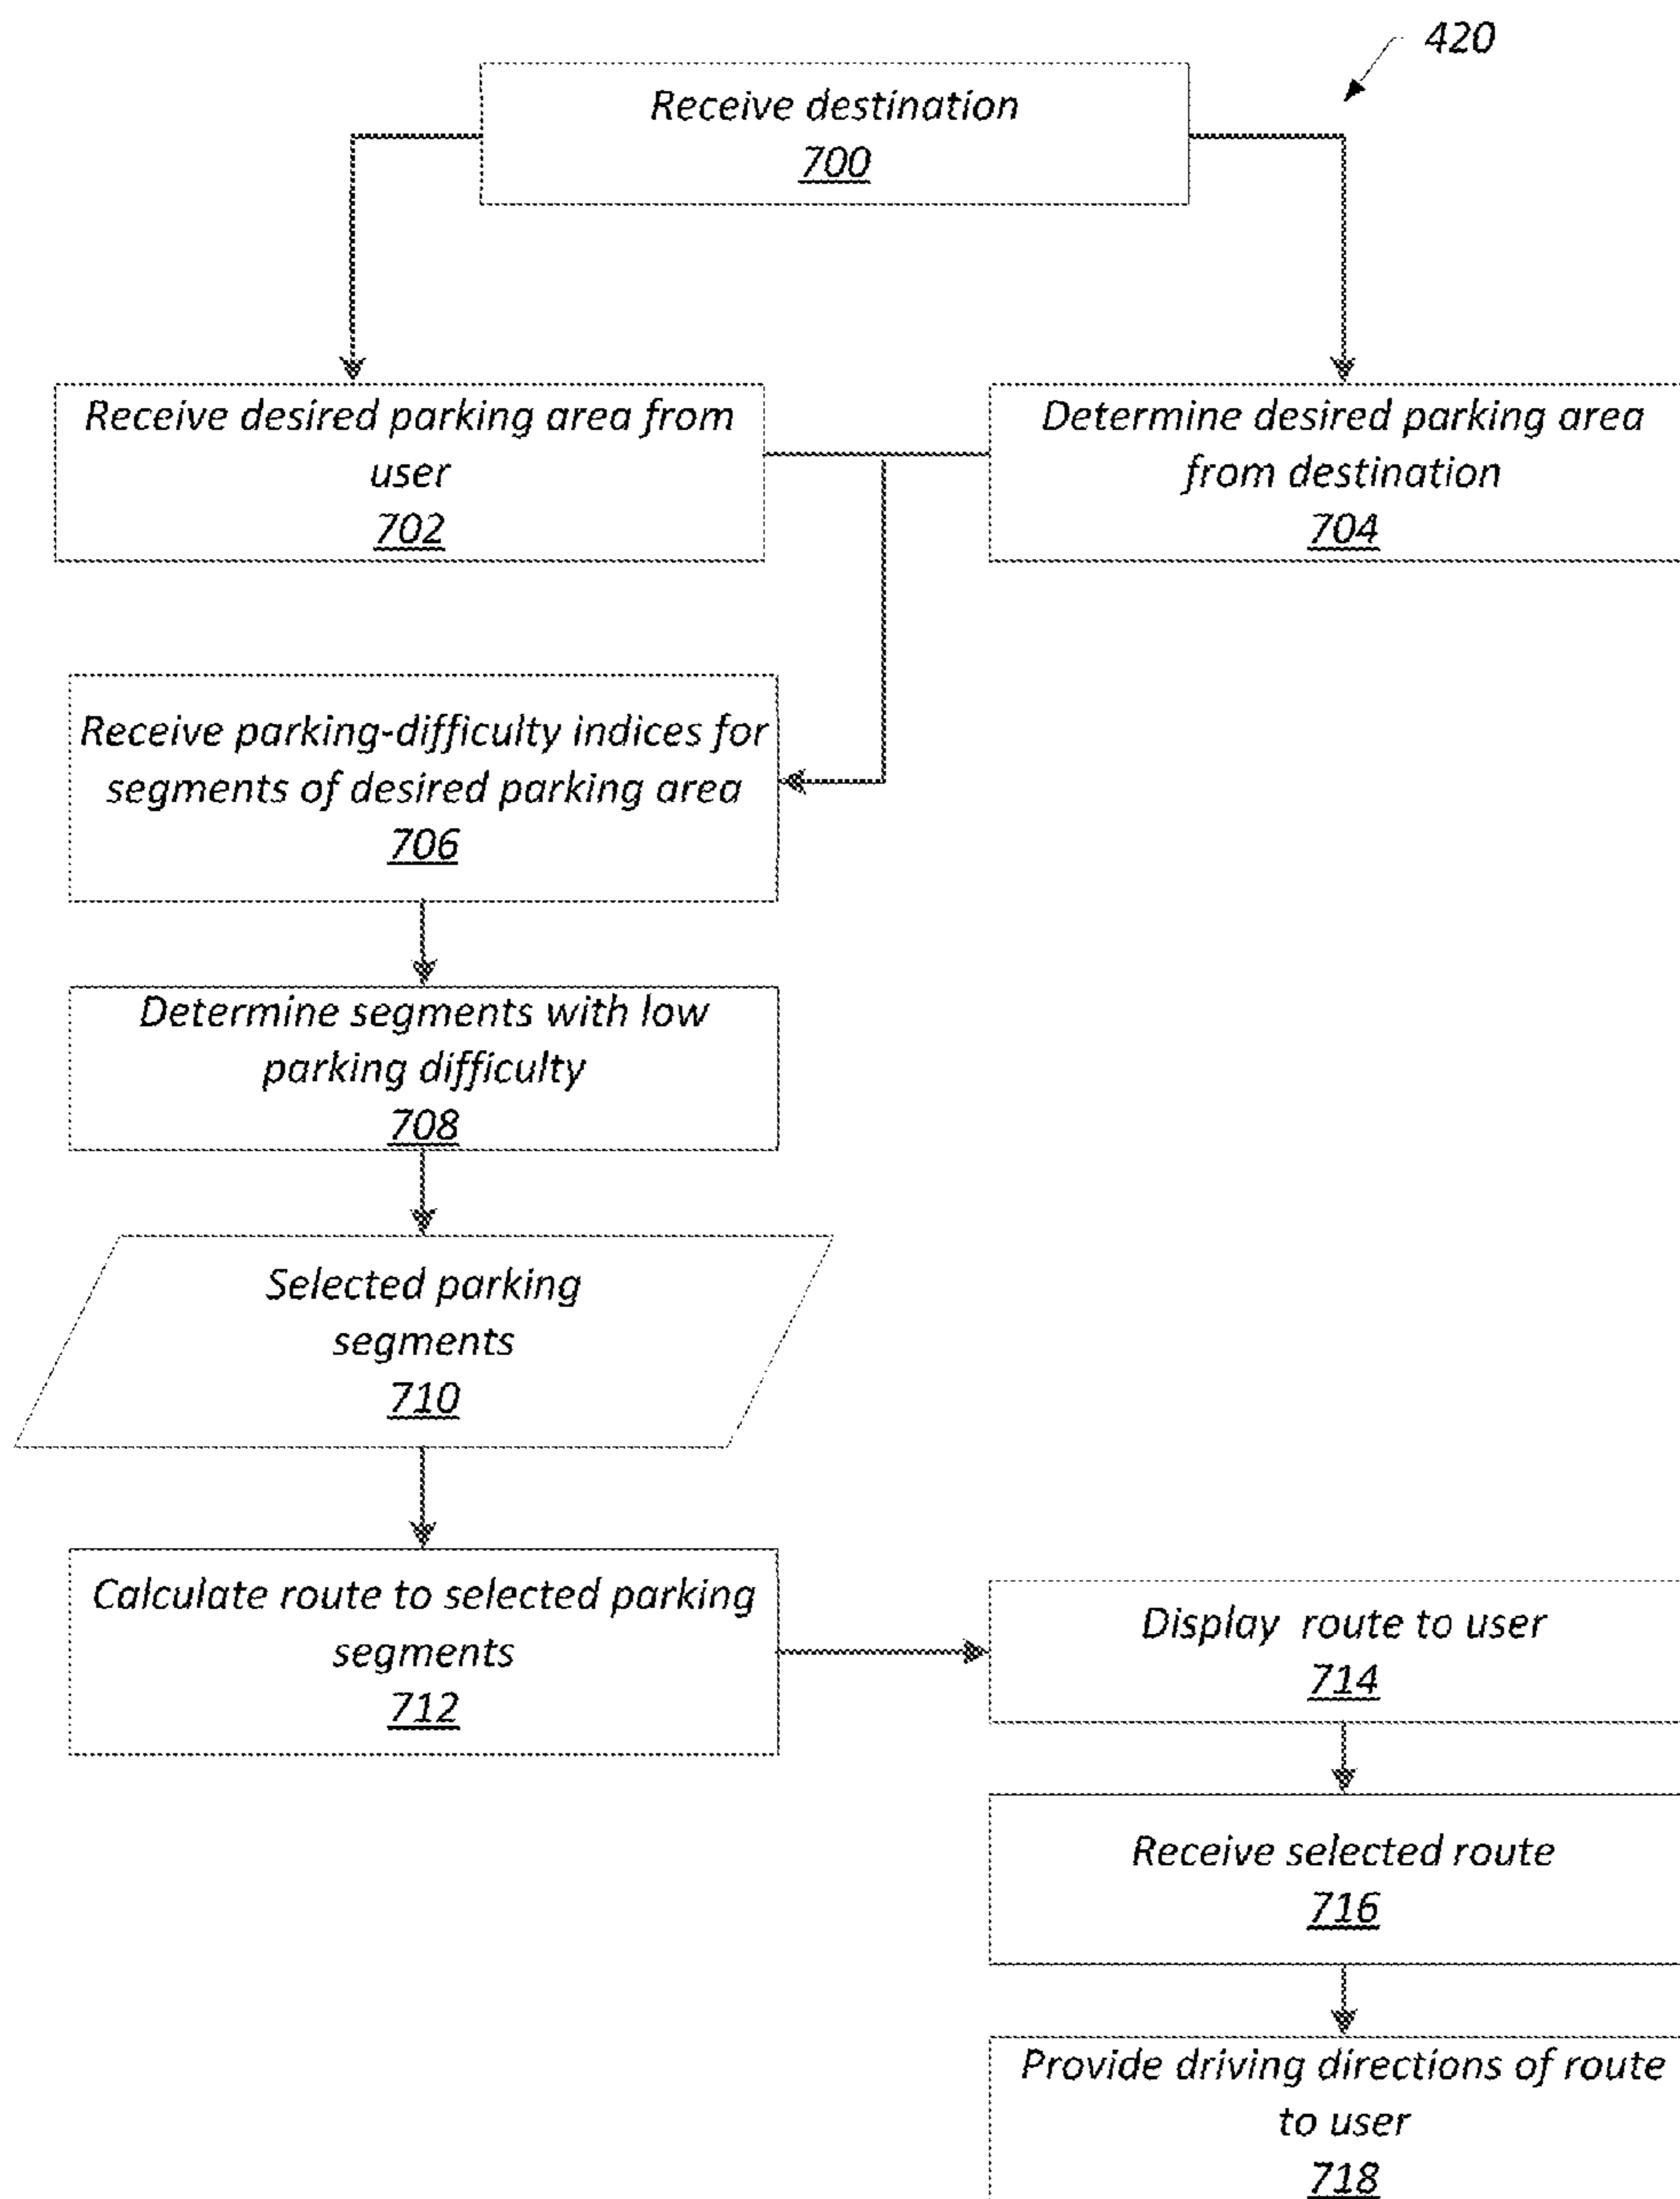 420
Receive destination
700
Receive desired parking area from
user
702
Determine desired parking area
from destination
704
Receive parking-difficulty indices for
segments of desired parking area
706
Determine segments with low
parking difficulty
708
Selected parking
segments
710
Calculate route to selected parking
segments
712
Display route to user
714
Receive selected route
716
Provide driving directions of route
to user
718